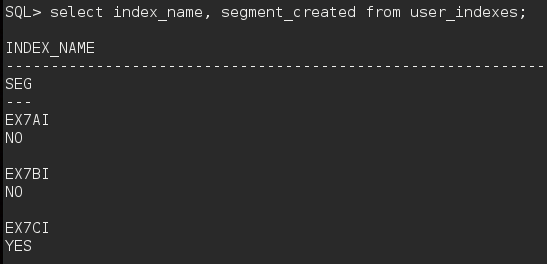 SQL> select index_name, segment_created from user_indexes;
INDEX_NAME
------------------------------------------------------------
SEG
---
EX7AI
NO
EX7BI
NO
EX7CI
YES